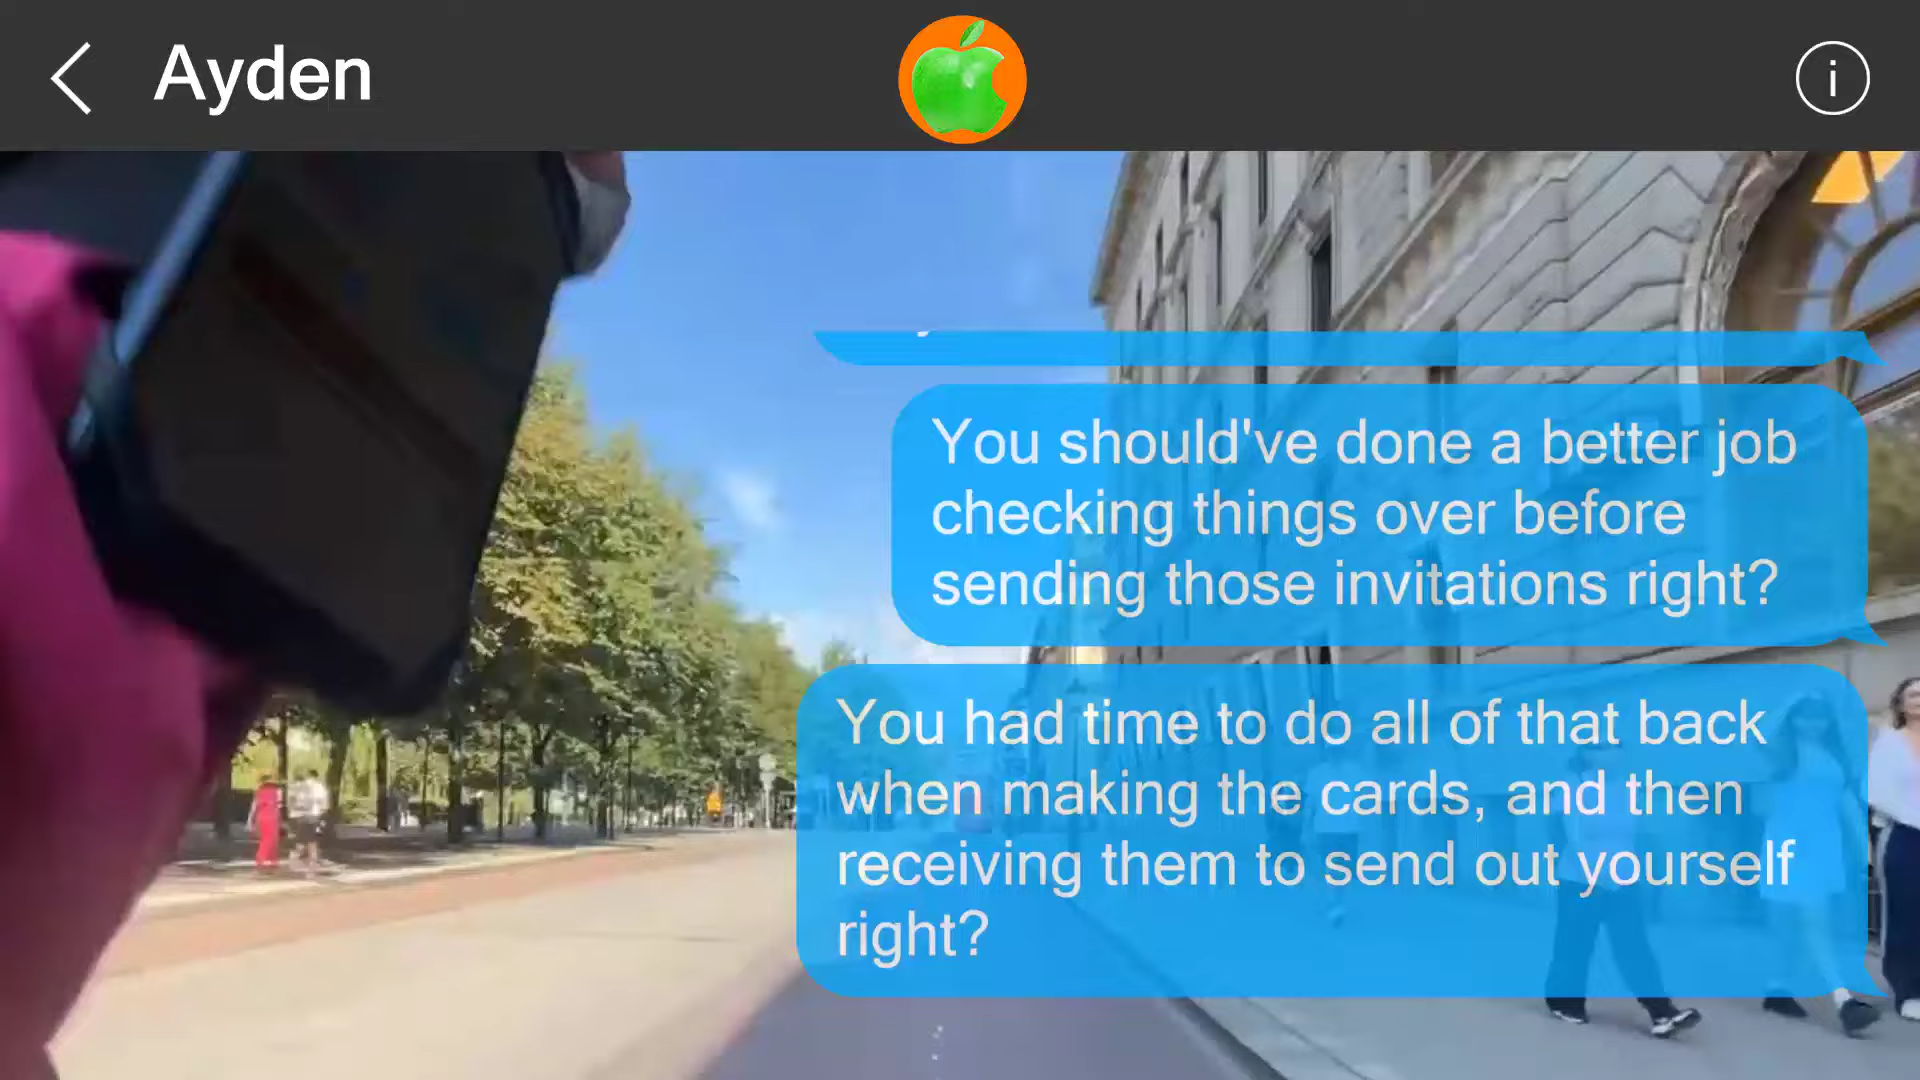 Ayden
You should've done a better job
checking things over before
sending those invitations right?
You had time to do all of that back
when making the cards, and then
receiving them to send out yourself
right?